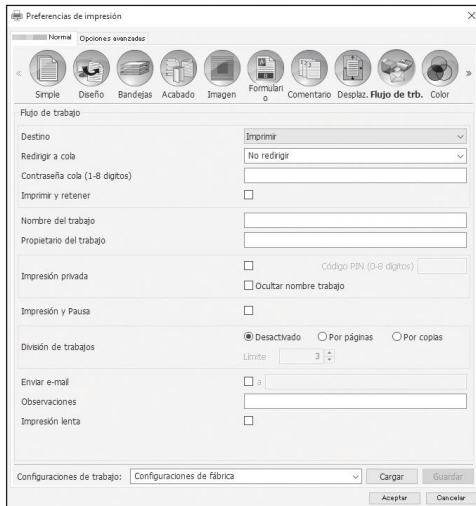 Preferencias de impresión
Normal Opciones avanzadas
« Simple Diseño Bandejas Acabado Imagen Formulari
o Comentario Desplaz. Flujo de trb. Color »
Flujo de trabajo
Destino Imprimir
Redirigir a cola No redirigir
Contraseña cola (1-8 digitos)
Imprimir y retener
Nombre del trabajo
Propietario del trabajo
Impresión privada Código PIN (0-8 digitos)
Ocultar nombre trabajo
Impresión y Pausa
División de trabajos Desactivado Por páginas Por copias
Límite 3
Enviar e-mail a
Observaciones
Impresión lenta
Configuraciones de trabajo: Configuraciones de fábrica Cargar Guardar
Aceptar Cancelar